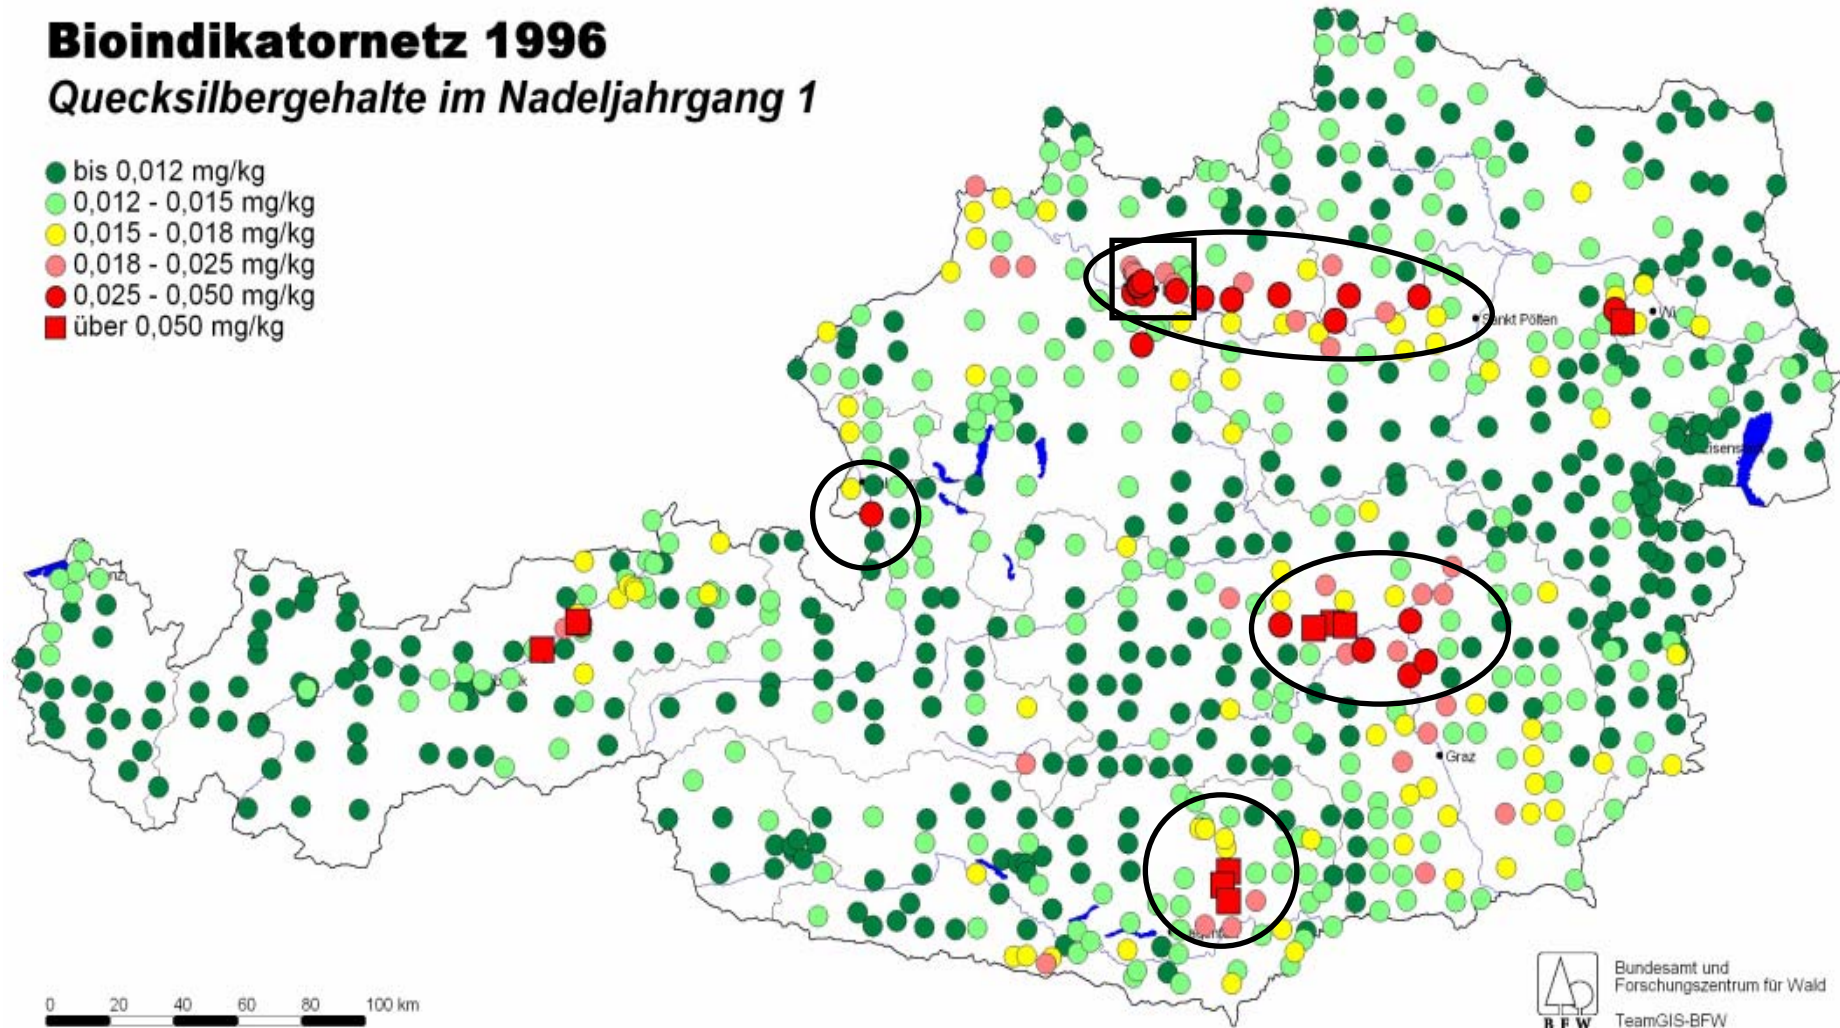 Bioindikatornetz 1996
Quecksilbergehalte im Nadeljahrgang 1
bis 0,012 mg/kg
0,012 - 0,015 mg/kg
0,015 - 0,018 mg/kg
0,018 - 0,025 mg/kg
0,025 - 0,050 mg/kg
über 0,050 mg/kg
Sankt Pölten
Graz
0 20 40 60 80 100 km
Bundesamt und
Forschungszentrum für Wald
BFW
TeamGIS-BFW